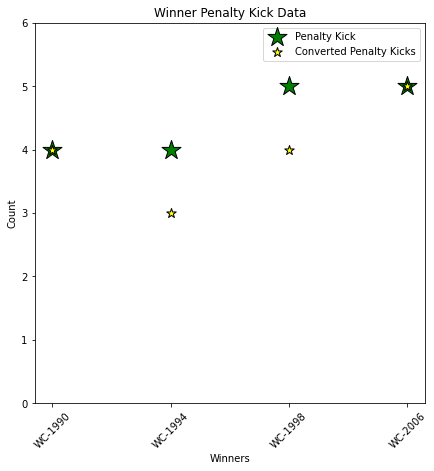 Winner Penalty Kick Data
Penalty Kick
Converted Penalty Kicks
6
5
4
3
2
1
0
Count
WC-1990
WC-1994
WC-1998
WC-2006
Winners